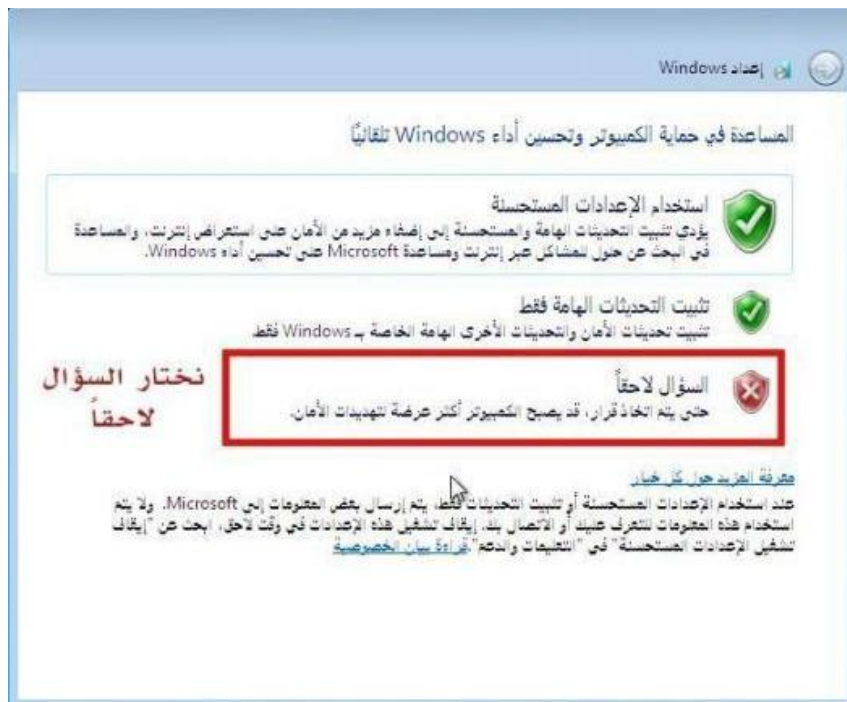 إعداد Windows
المساعدة في حماية الكمبيوتر وتحسين أداء Windows تلقائيًا
استخدام الإعدادات المستحسنة
يؤدي تثبيت التحديثات الهامة والمستحسنة إلى إضفاء مزيد من الأمان على استعراض إنترنت، والمساعدة
في البحث عن حلول للمشاكل عبر إنترنت ومساعدة Microsoft على تحسين أداء Windows.
تثبيت التحديثات الهامة فقط
تثبيت تحديثات الأمان والتحديثات الأخرى الهامة الخاصة بـ Windows فقط
السؤال لاحقاً
حتى يتم اتخاذ قرار، قد يصبح الكمبيوتر أكثر عرضة لتهديدات الأمان.
نختار السؤال
لاحقاً
معرفة المزيد حول كل خيار
عند استخدام الإعدادات المستحسنة أو تثبيت التحديثات فقط، يتم إرسال بعض المعلومات إلى Microsoft. ولا يتم
استخدام هذه المعلومات للتعرف عليك أو الاتصال بك. إيقاف تشغيل هذه الإعدادات في وقت لاحق، ابحث عن "إيقاف
تشغيل الإعدادات المستحسنة" في "التعليمات والدعم".قراءة بيان الخصوصية